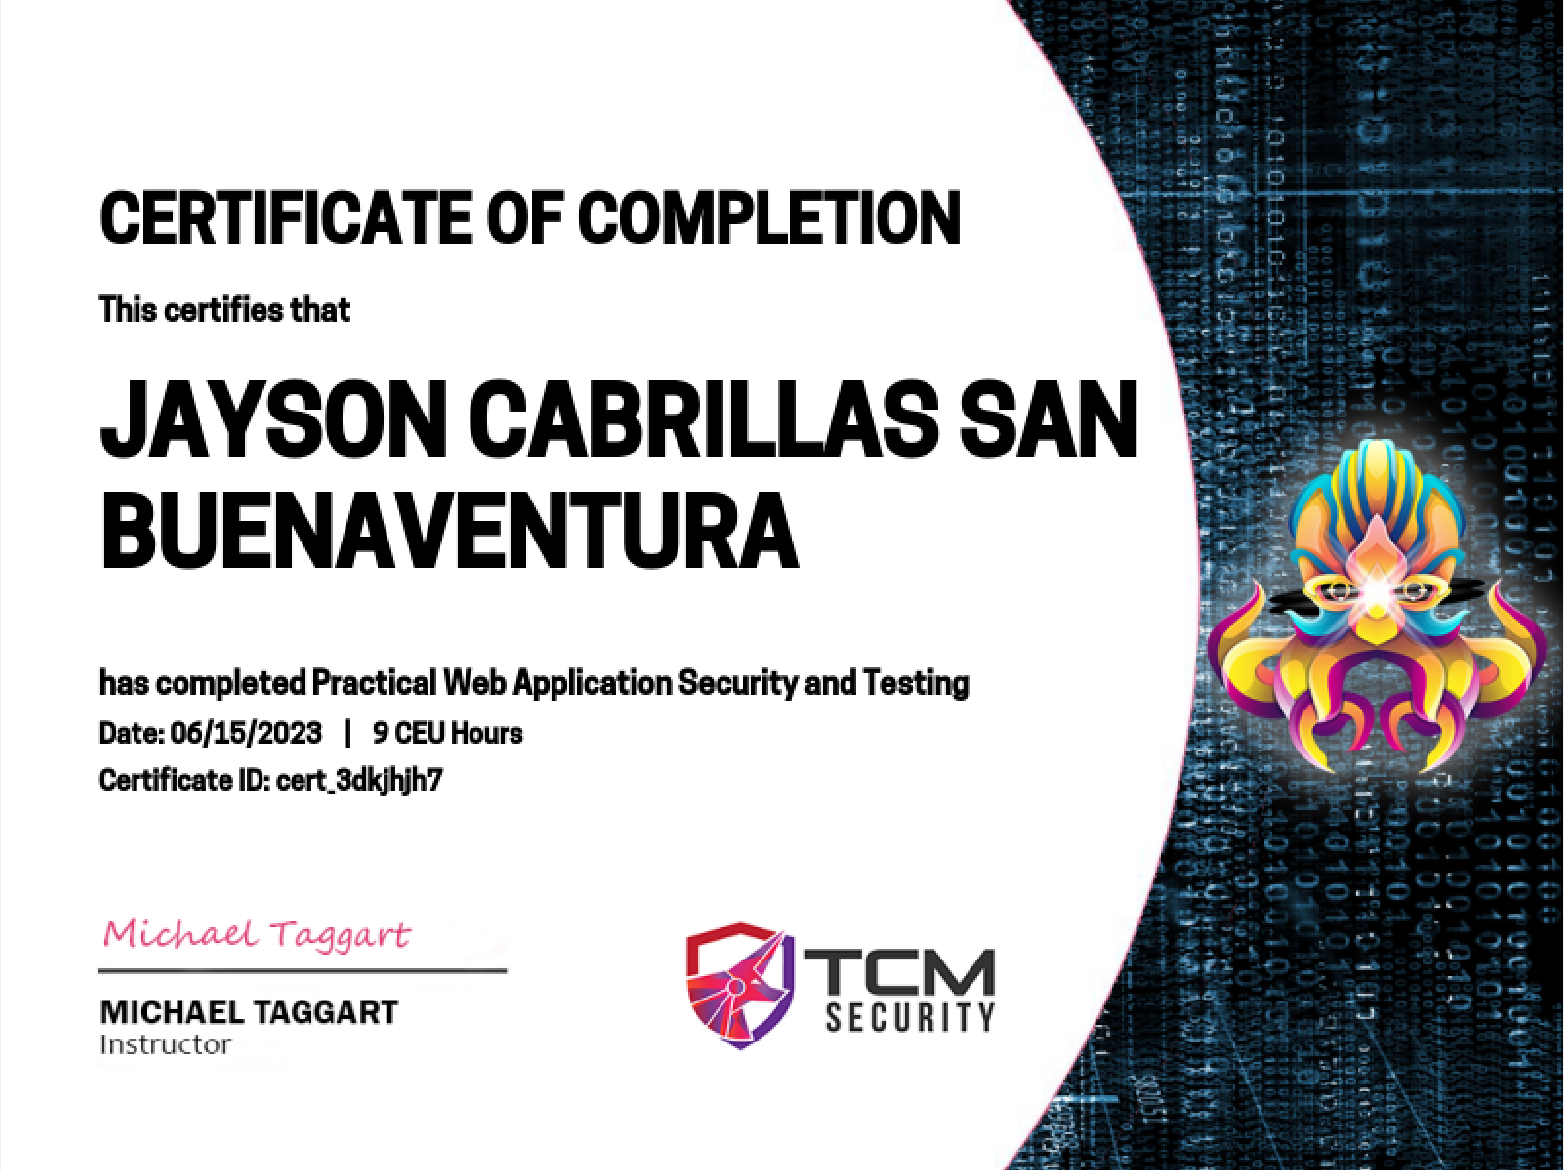 CERTIFICATE OF COMPLETION
This certifies that
JAYSON CABRILLAS SAN
BUENAVENTURA
has completed Practical Web Application Security and Testing
Date: 06/15/2023 | 9 CEU Hours
Certificate ID: cert_3dkjhjh7
Michael Taggart
MICHAEL TAGGART
Instructor
TCM
SECURITY